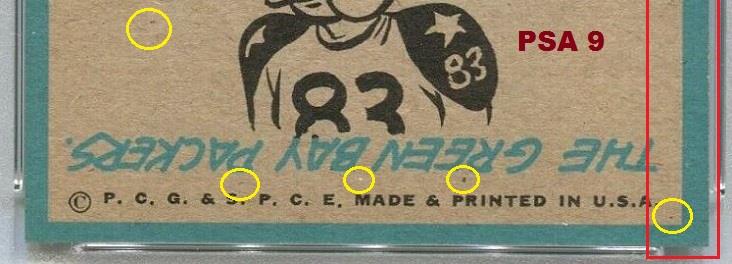 PSA 9
83
83
THE GREEN BAY PACKERS.
© P. C. G. & S. P. C. E. MADE & PRINTED IN U.S.A.